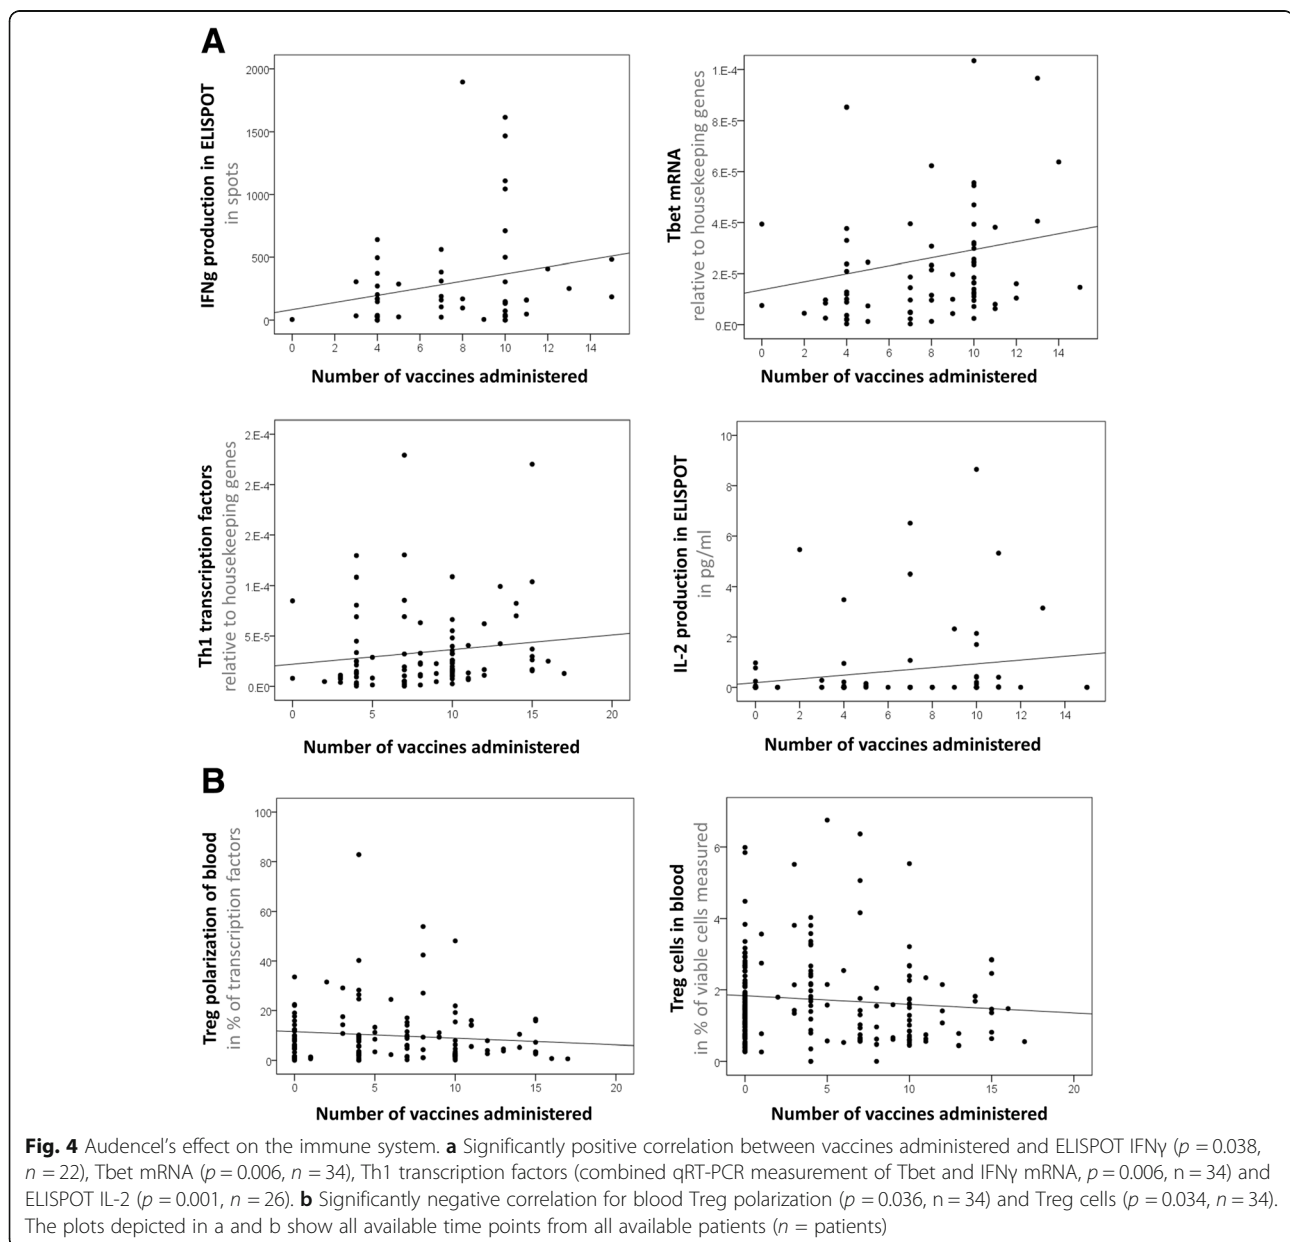 A
IFNg production in ELISPOT
in spots
2000
1500
1000
500
0
0 2 4 6 8 10 12 14
Number of vaccines administered
Tbet mRNA
relative to housekeeping genes
1.E-4
8.E-5
6.E-5
4.E-5
2.E-5
0.E0
0 2 4 6 8 10 12 14
Number of vaccines administered
Th1 transcription factors
relative to housekeeping genes
2.E-4
2.E-4
2.E-4
1.E-4
5.E-5
0.E0
0 5 10 15 20
Number of vaccines administered
IL-2 production in ELISPOT
in pg/ml
10
8
6
4
2
0
0 2 4 6 8 10 12 14
Number of vaccines administered
B
Treg polarization of blood
in % of transcription factors
100
80
60
40
20
0
0 5 10 15 20
Number of vaccines administered
Treg cells in blood
in % of viable cells measured
6
4
2
0
0 5 10 15 20
Number of vaccines administered
Fig. 4 Audencel's effect on the immune system. a Significantly positive correlation between vaccines administered and ELISPOT IFNγ (p = 0.038,
n = 22), Tbet mRNA (p = 0.006, n = 34), Th1 transcription factors (combined qRT-PCR measurement of Tbet and IFNγ mRNA, p = 0.006, n = 34) and
ELISPOT IL-2 (p = 0.001, n = 26). b Significantly negative correlation for blood Treg polarization (p = 0.036, n = 34) and Treg cells (p = 0.034, n = 34).
The plots depicted in a and b show all available time points from all available patients (n = patients)